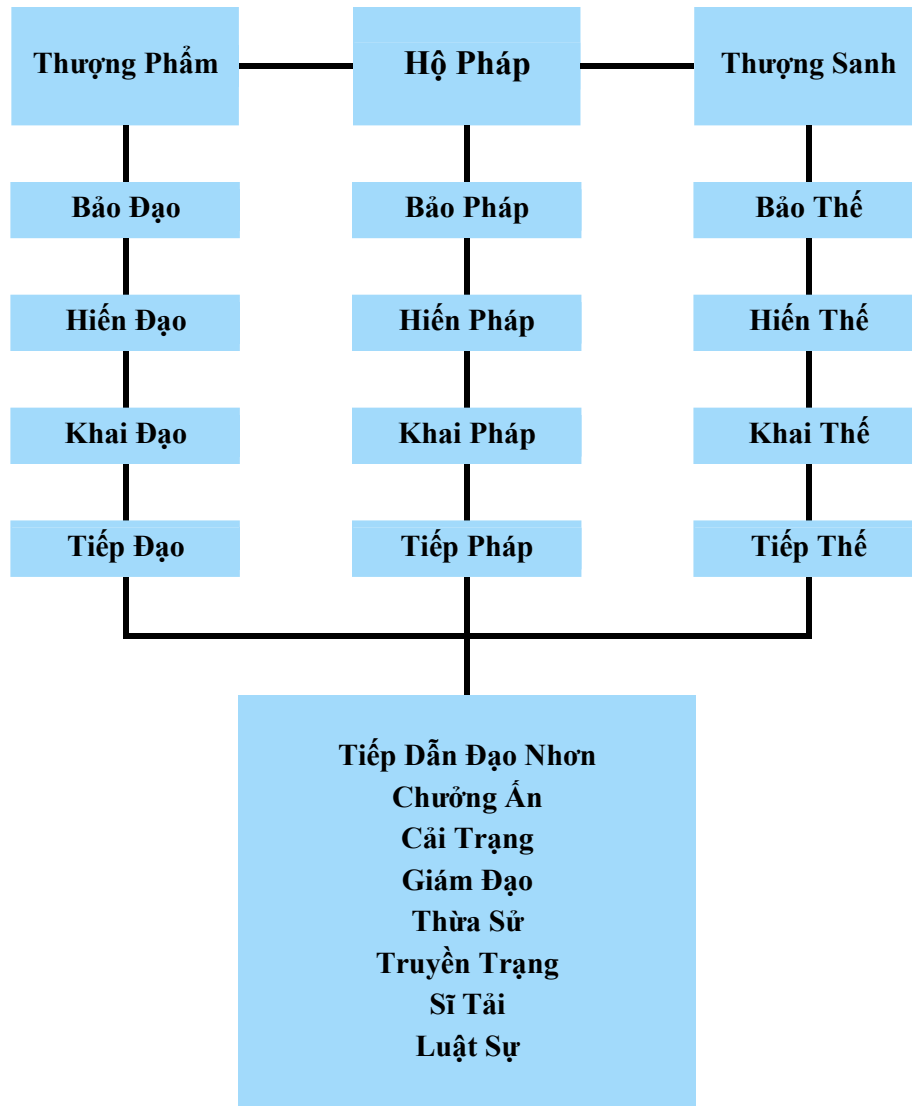 Thượng Phẩm
Hộ Pháp
Thượng Sanh
Bảo Đạo
Bảo Pháp
Bảo Thế
Hiến Đạo
Hiến Pháp
Hiến Thế
Khai Đạo
Khai Pháp
Khai Thế
Tiếp Đạo
Tiếp Pháp
Tiếp Thế
Tiếp Dẫn Đạo Nhơn
Chưởng Ấn
Cải Trạng
Giám Đạo
Thừa Sử
Truyền Trạng
Sĩ Tải
Luật Sự